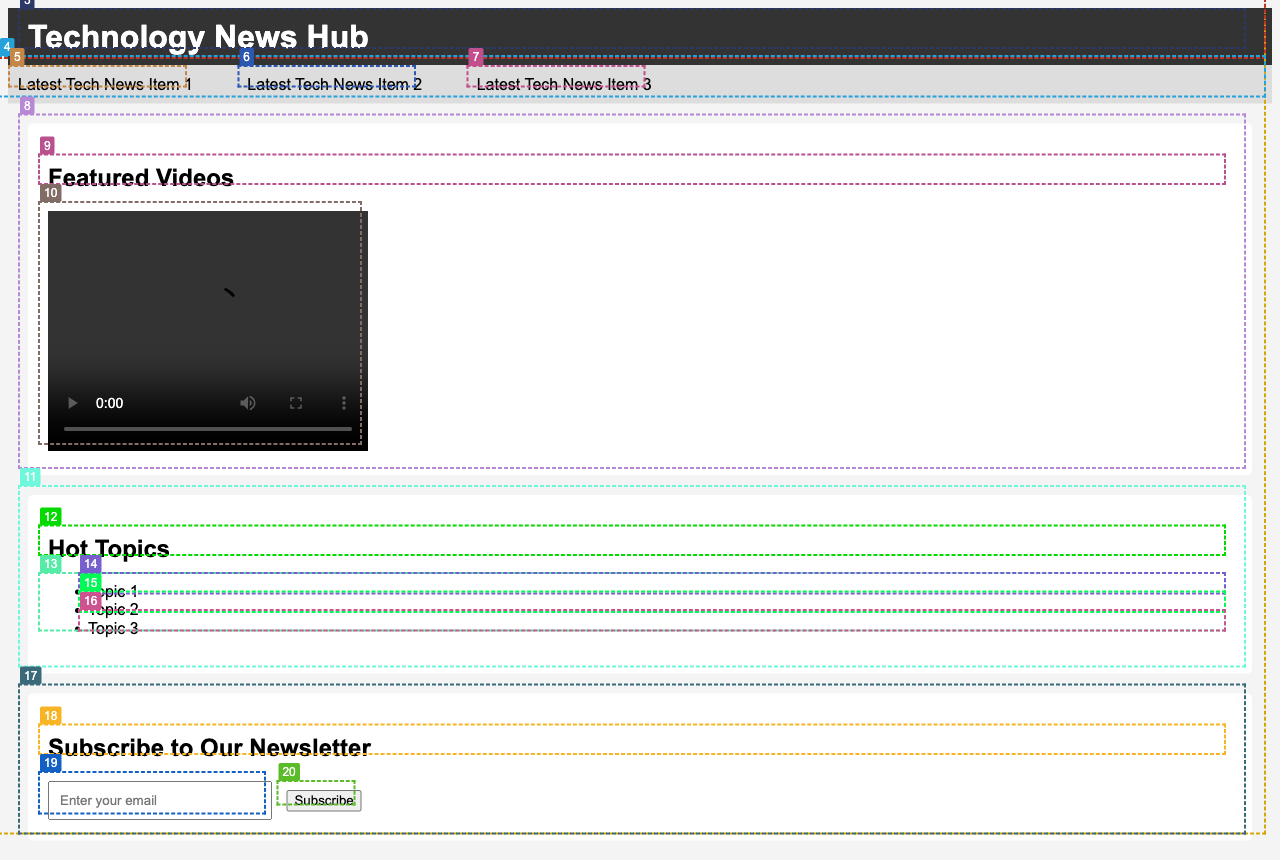 3
Technology News Hub
4
5
6
7
Latest Tech News Item 1
Latest Tech News Item 2
Latest Tech News Item 3
8
9
Featured Videos
10
0:00
11
12
Hot Topics
13
14
Topic 1
15
Topic 2
16
Topic 3
17
18
Subscribe to Our Newsletter
19
20
Enter your email
Subscribe